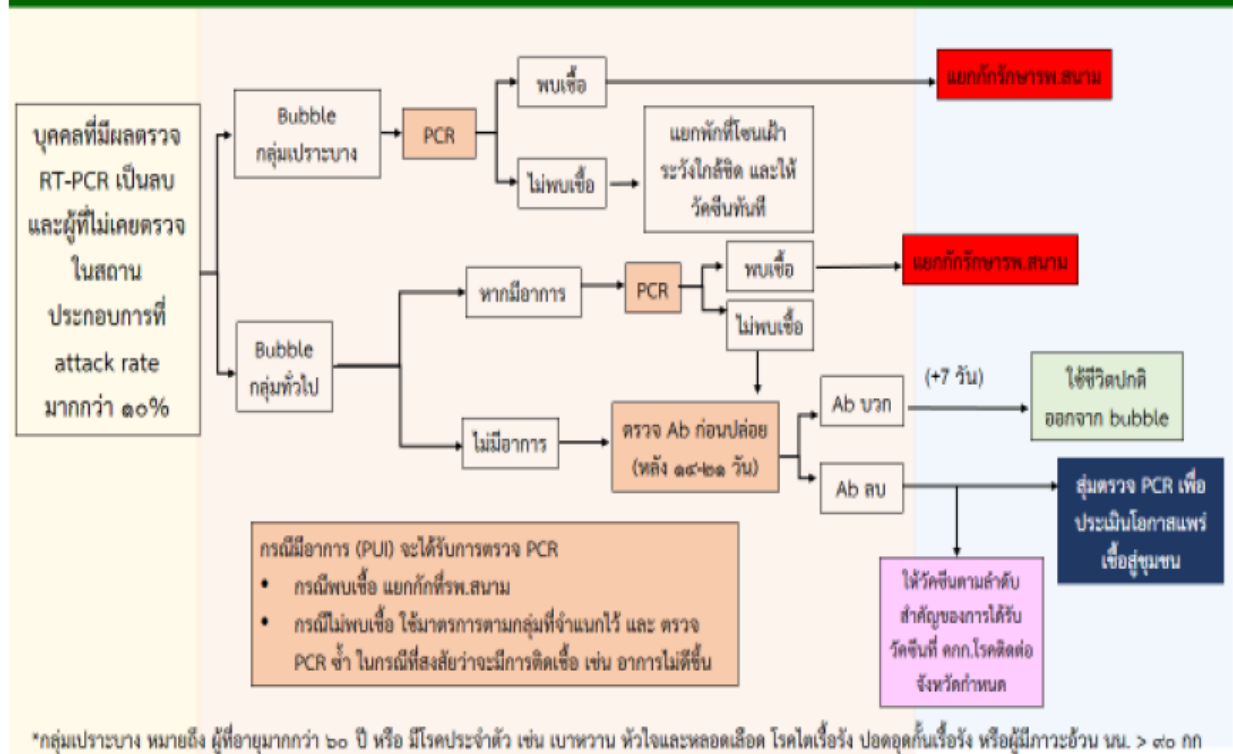 บุคคลที่มีผลตรวจ
RT-PCR เป็นลบ
และผู้ที่ไม่เคยตรวจ
ในสถาน
ประกอบการที่
attack rate
มากกว่า ๑๐%
Bubble
กลุ่มเปราะบาง
PCR
พบเชื้อ
แยกกักรักษารพ.สนาม
ไม่พบเชื้อ
แยกพักที่โซนเฝ้า
ระวังใกล้ชิด และให้
วัคซีนทันที
Bubble
กลุ่มทั่วไป
หากมีอาการ
PCR
พบเชื้อ
แยกกักรักษารพ.สนาม
ไม่พบเชื้อ
ไม่มีอาการ
ตรวจ Ab ก่อนปล่อย
(หลัง ๑๔-๒๑ วัน)
Ab บวก
(+7 วัน)
ใช้ชีวิตปกติ
ออกจาก bubble
Ab ลบ
สุ่มตรวจ PCR เพื่อ
ประเมินโอกาสแพร่
เชื้อสู่ชุมชน
ให้วัคซีนตามลำดับ
สำคัญของการได้รับ
วัคซีนที่ คกก.โรคติดต่อ
จังหวัดกำหนด
กรณีมีอาการ (PUI) จะได้รับการตรวจ PCR
• กรณีพบเชื้อ แยกกักที่รพ.สนาม
• กรณีไม่พบเชื้อ ใช้มาตรการตามกลุ่มที่จำแนกไว้ และ ตรวจ
PCR ซ้ำ ในกรณีที่สงสัยว่าจะมีการติดเชื้อ เช่น อาการไม่ดีขึ้น
*กลุ่มเปราะบาง หมายถึง ผู้ที่อายุมากกว่า ๖๐ ปี หรือ มีโรคประจำตัว เช่น เบาหวาน หัวใจและหลอดเลือด โรคไตเรื้อรัง ปอดอุดกั้นเรื้อรัง หรือผู้มีภาวะอ้วน นน. > ๙๐ กก